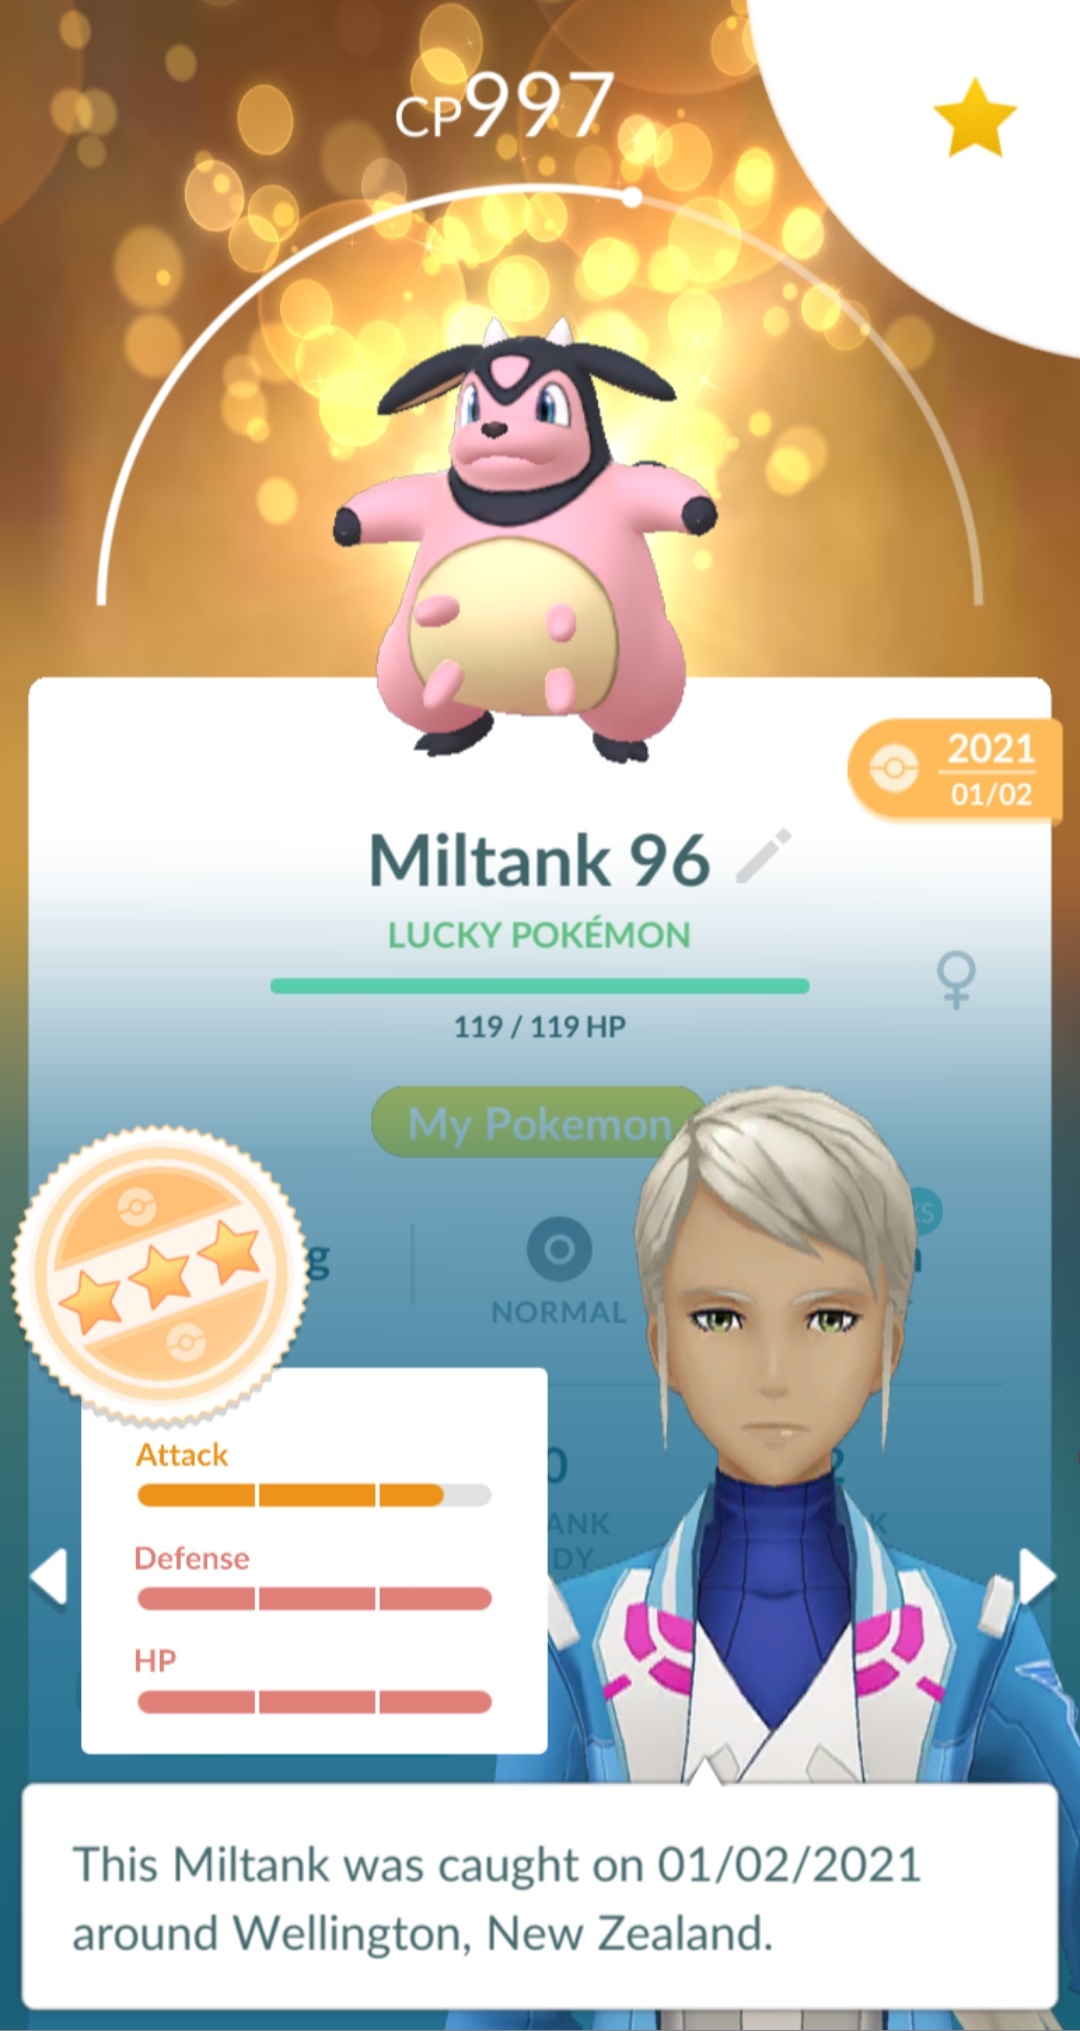 CP997
2021
01/02
Miltank 96
LUCKY POKÉMON
119 / 119 HP
My Pokemon
NORMAL
Attack
Defense
HP
This Miltank was caught on 01/02/2021
around Wellington, New Zealand.